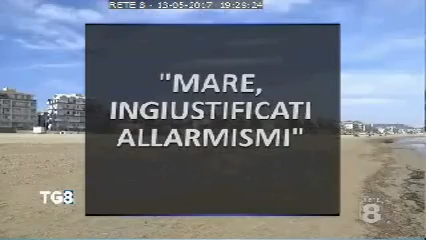 RETE 8 - 13-05-2017 19:29:24
"MARE,
INGIUSTIFICATI
ALLARMISMI"
TG8
8